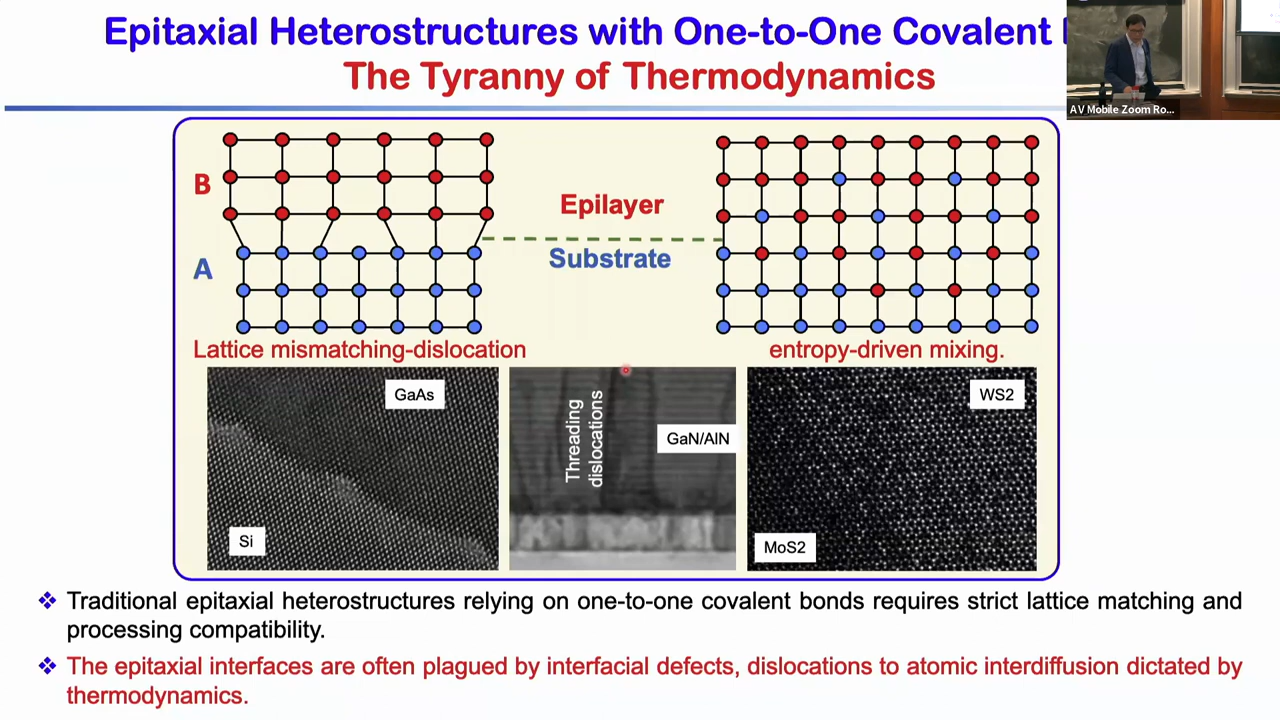 Epitaxial Heterostructures with One-to-One Covalent
The Tyranny of Thermodynamics
AV Mobile Zoom Ro...
B
Epilayer
A
Substrate
Lattice mismatching-dislocation
entropy-driven mixing.
GaAs
Si
Threading
dislocations
GaN/AlN
WS2
MoS2
❖ Traditional epitaxial heterostructures relying on one-to-one covalent bonds requires strict lattice matching and
processing compatibility.
❖ The epitaxial interfaces are often plagued by interfacial defects, dislocations to atomic interdiffusion dictated by
thermodynamics.